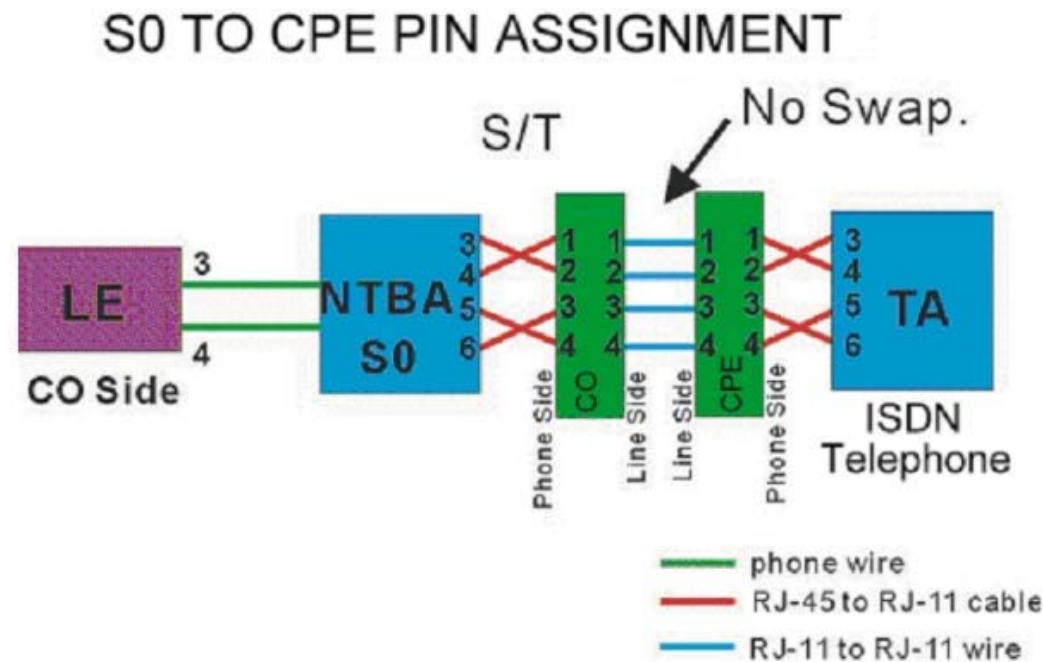 S0 TO CPE PIN ASSIGNMENT
S/T
No Swap.
LE
CO Side
3
4
NTBA
S0
3
4
5
6
1
2
3
4
CO
1
2
3
4
Phone Side
Line Side
1
2
3
4
CPE
1
2
3
4
Line Side
Phone Side
3
4
5
6
TA
ISDN
Telephone
phone wire
RJ-45 to RJ-11 cable
RJ-11 to RJ-11 wire